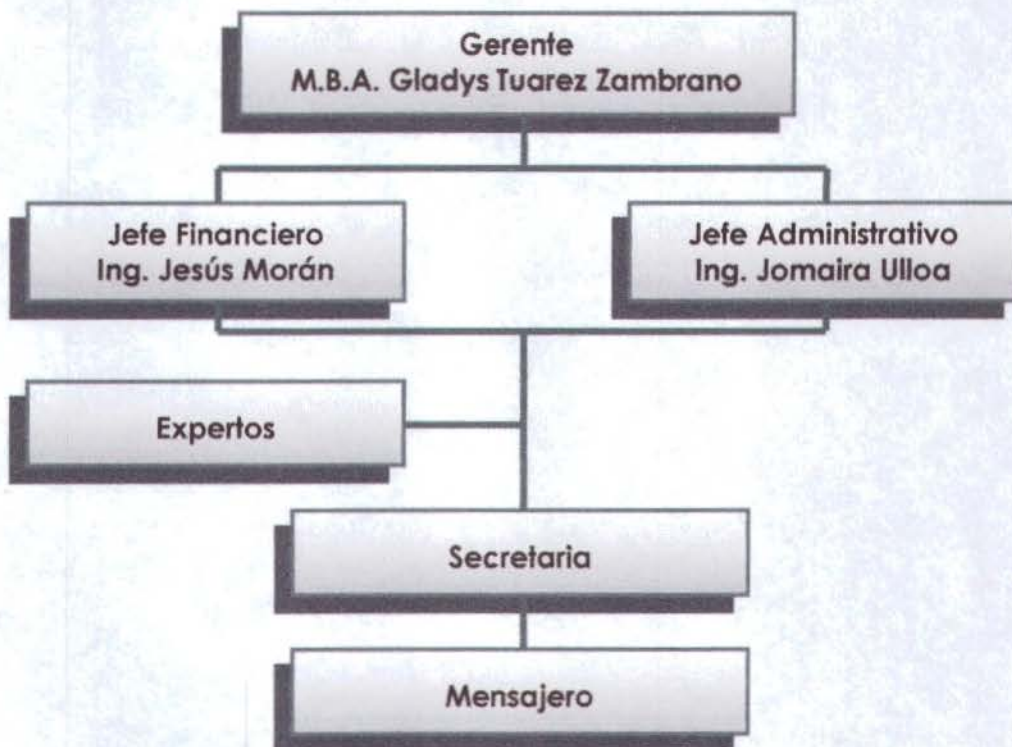 Gerente
M.B.A. Gladys Tuarez Zambrano
Jefe Financiero
Ing. Jesús Morán
Jefe Administrativo
Ing. Jomaira Ulloa
Expertos
Secretaria
Mensajero